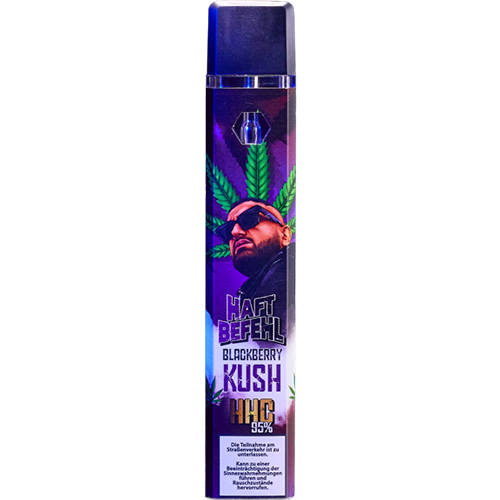 HAFT
BEFEHL
BLACKBERRY
KUSH
HHC
95%
Die Teilnahme am
Straßenverkehr ist zu
unterlassen.
Kann zu einer
Beeinträchtigung der
Sinneswahrnehmungen
führen und
Rauschzustände
hervorrufen.